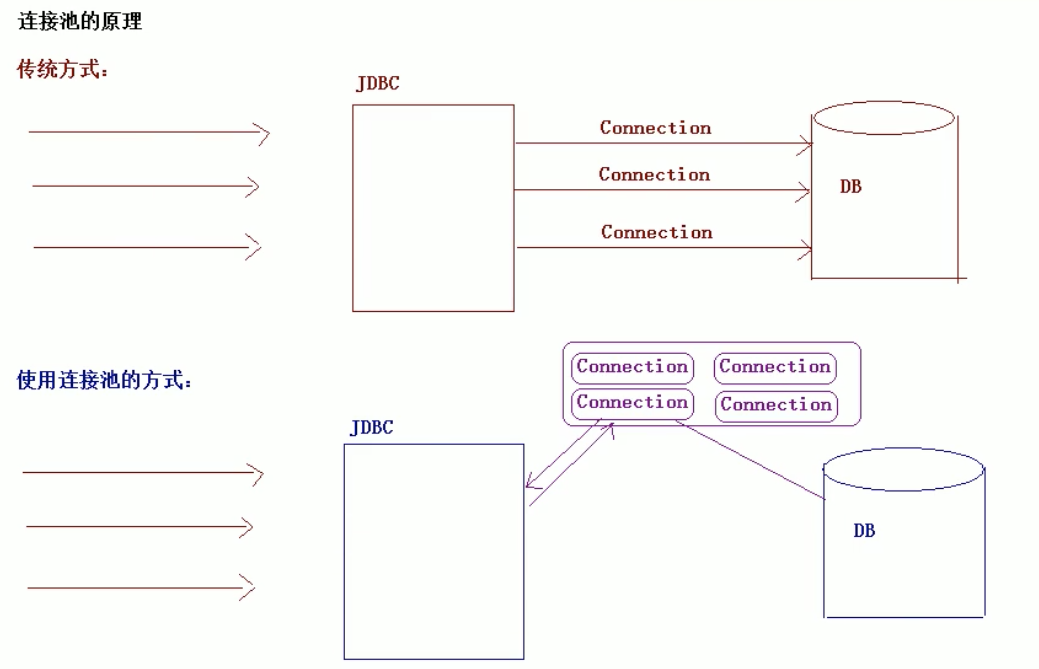 连接池的原理
传统方式：
JDBC
Connection
Connection
DB
Connection
使用连接池的方式：
Connection Connection
Connection Connection
JDBC
DB